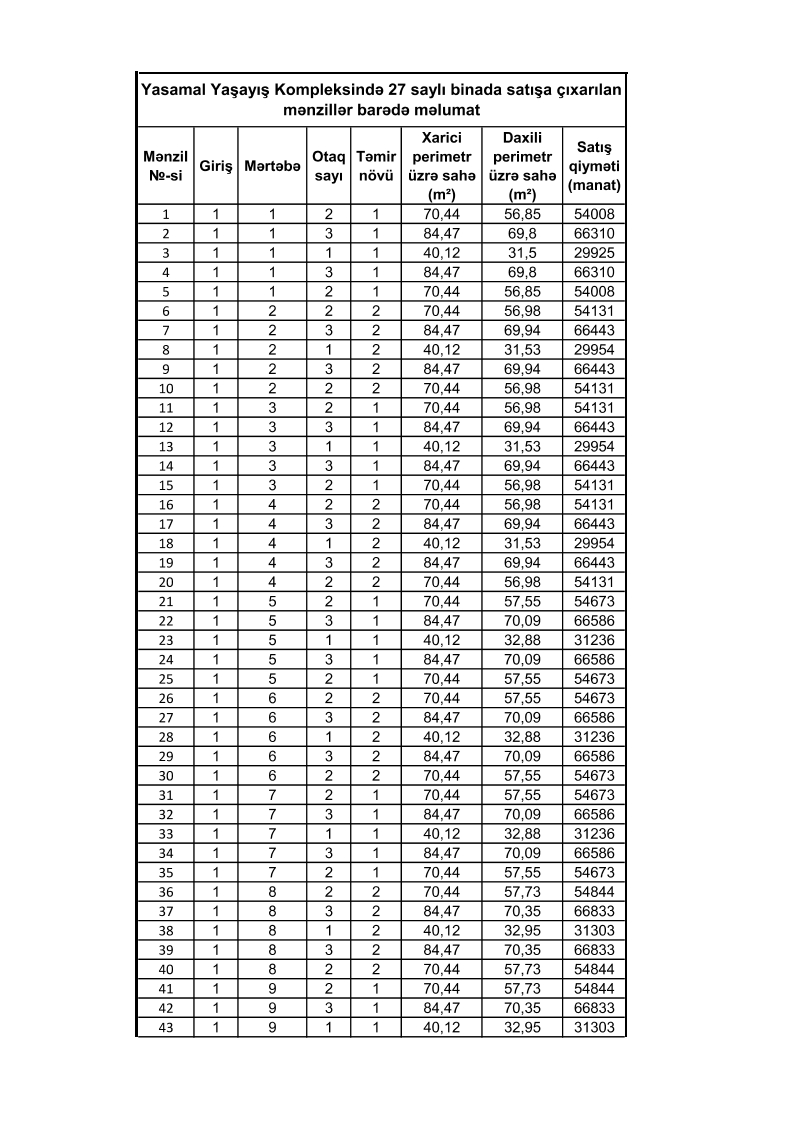 Yasamal Yaşayış Kompleksində 27 saylı binada satışa çıxarılan
mənzillər barədə məlumat
Mənzil №-si Giriş Mərtəbə Otaq sayı Təmir növü Xarici perimetr üzrə sahə (m²) Daxili perimetr üzrə sahə (m²) Satış qiyməti (manat)
1 1 1 2 1 70,44 56,85 54008
2 1 1 3 1 84,47 69,8 66310
3 1 1 1 1 40,12 31,5 29925
4 1 1 3 1 84,47 69,8 66310
5 1 1 2 1 70,44 56,85 54008
6 1 2 2 2 70,44 56,98 54131
7 1 2 3 2 84,47 69,94 66443
8 1 2 1 2 40,12 31,53 29954
9 1 2 3 2 84,47 69,94 66443
10 1 2 2 2 70,44 56,98 54131
11 1 3 2 1 70,44 56,98 54131
12 1 3 3 1 84,47 69,94 66443
13 1 3 1 1 40,12 31,53 29954
14 1 3 3 1 84,47 69,94 66443
15 1 3 2 1 70,44 56,98 54131
16 1 4 2 2 70,44 56,98 54131
17 1 4 3 2 84,47 69,94 66443
18 1 4 1 2 40,12 31,53 29954
19 1 4 3 2 84,47 69,94 66443
20 1 4 2 2 70,44 56,98 54131
21 1 5 2 1 70,44 57,55 54673
22 1 5 3 1 84,47 70,09 66586
23 1 5 1 1 40,12 32,88 31236
24 1 5 3 1 84,47 70,09 66586
25 1 5 2 1 70,44 57,55 54673
26 1 6 2 2 70,44 57,55 54673
27 1 6 3 2 84,47 70,09 66586
28 1 6 1 2 40,12 32,88 31236
29 1 6 3 2 84,47 70,09 66586
30 1 6 2 2 70,44 57,55 54673
31 1 7 2 1 70,44 57,55 54673
32 1 7 3 1 84,47 70,09 66586
33 1 7 1 1 40,12 32,88 31236
34 1 7 3 1 84,47 70,09 66586
35 1 7 2 1 70,44 57,55 54673
36 1 8 2 2 70,44 57,73 54844
37 1 8 3 2 84,47 70,35 66833
38 1 8 1 2 40,12 32,95 31303
39 1 8 3 2 84,47 70,35 66833
40 1 8 2 2 70,44 57,73 54844
41 1 9 2 1 70,44 57,73 54844
42 1 9 3 1 84,47 70,35 66833
43 1 9 1 1 40,12 32,95 31303